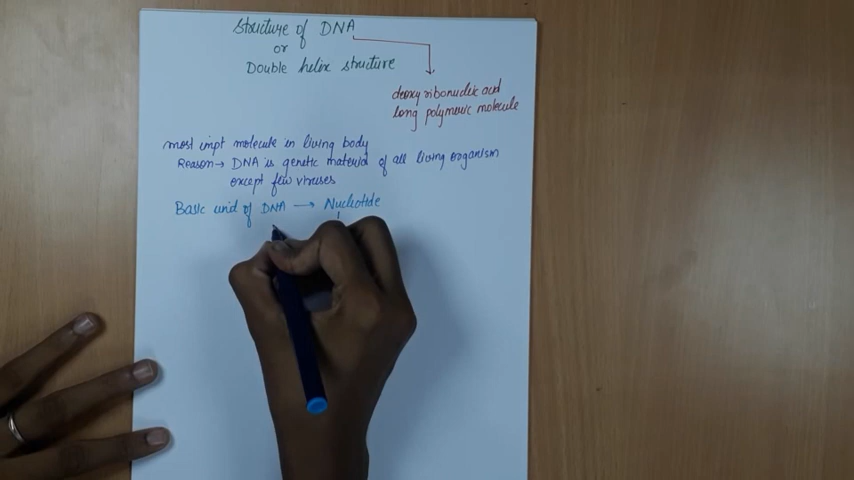 Structure of DNA
or
Double helix structure
deoxy ribonucleic acid
long polymeric molecule
most impt molecule in living body
Reason → DNA is genetic material of all living organism
except few viruses
Basic unit of DNA → Nucleotide